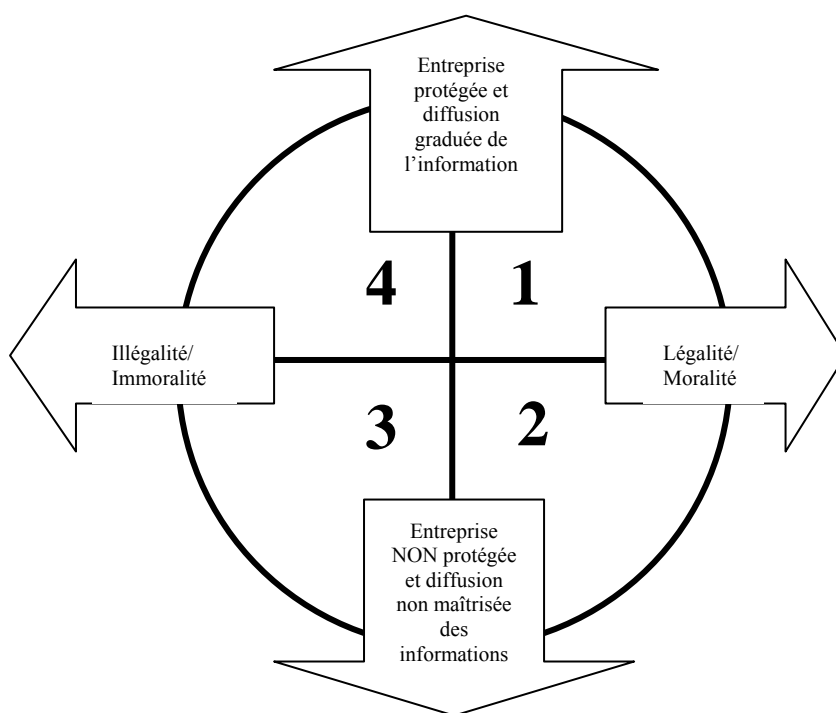 Entreprise
protégée et
diffusion
graduée de
l’information
4
1
Illégalité/
Immoralité
Légalité/
Moralité
3
2
Entreprise
NON protégée
et diffusion
non maîtrisée
des
informations